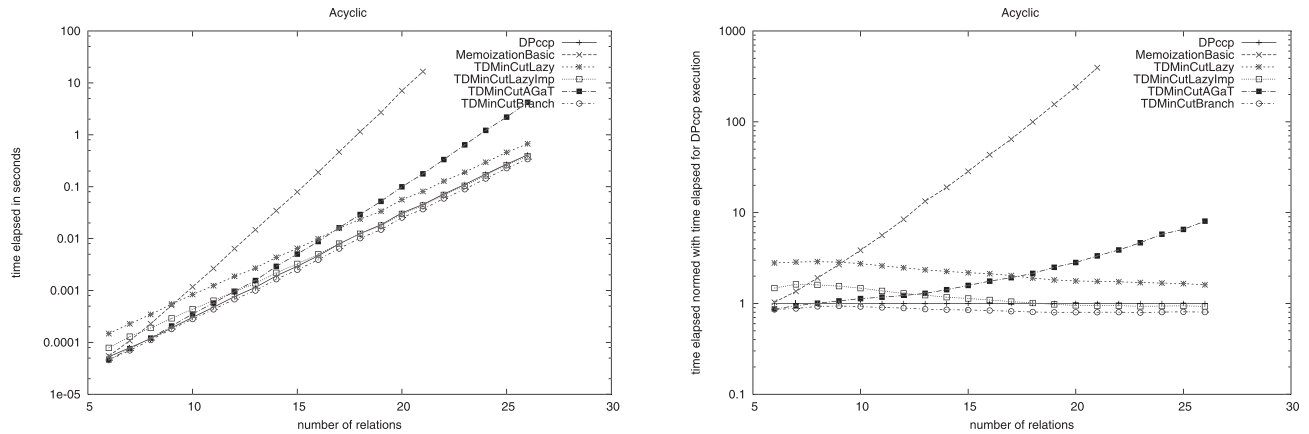 Acyclic
100
10
1
0.1
0.01
0.001
0.0001
1e-05
5
10
15
20
25
30
time elapsed in seconds
number of relations
DPccp
MemoizationBasic
TDMinCutLazy
TDMinCutLazyImp
TDMinCutAGaT
TDMinCutBranch
Acyclic
1000
100
10
1
0.1
5
10
15
20
25
30
time elapsed normed with time elapsed for DPccp execution
number of relations
DPccp
MemoizationBasic
TDMinCutLazy
TDMinCutLazyImp
TDMinCutAGaT
TDMinCutBranch